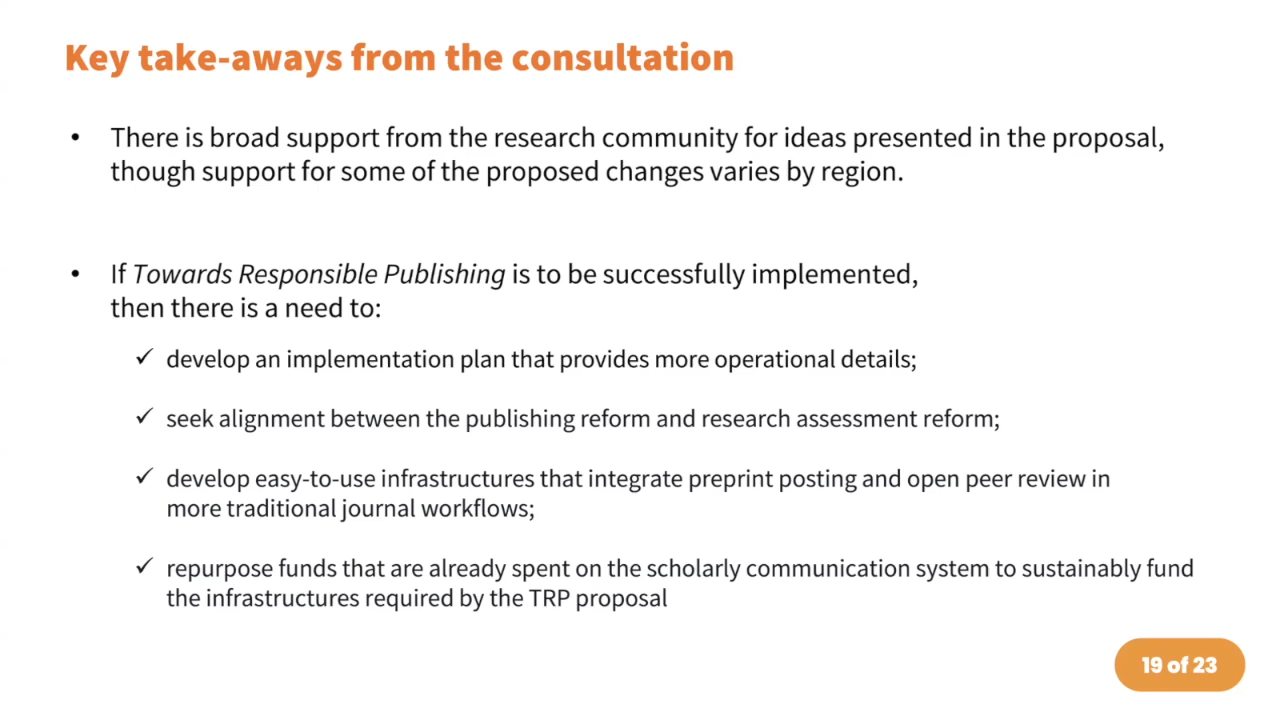 Key take-aways from the consultation
• There is broad support from the research community for ideas presented in the proposal,
though support for some of the proposed changes varies by region.
• If Towards Responsible Publishing is to be successfully implemented,
then there is a need to:
✓ develop an implementation plan that provides more operational details;
✓ seek alignment between the publishing reform and research assessment reform;
✓ develop easy-to-use infrastructures that integrate preprint posting and open peer review in
more traditional journal workflows;
✓ repurpose funds that are already spent on the scholarly communication system to sustainably fund
the infrastructures required by the TRP proposal
19 of 23